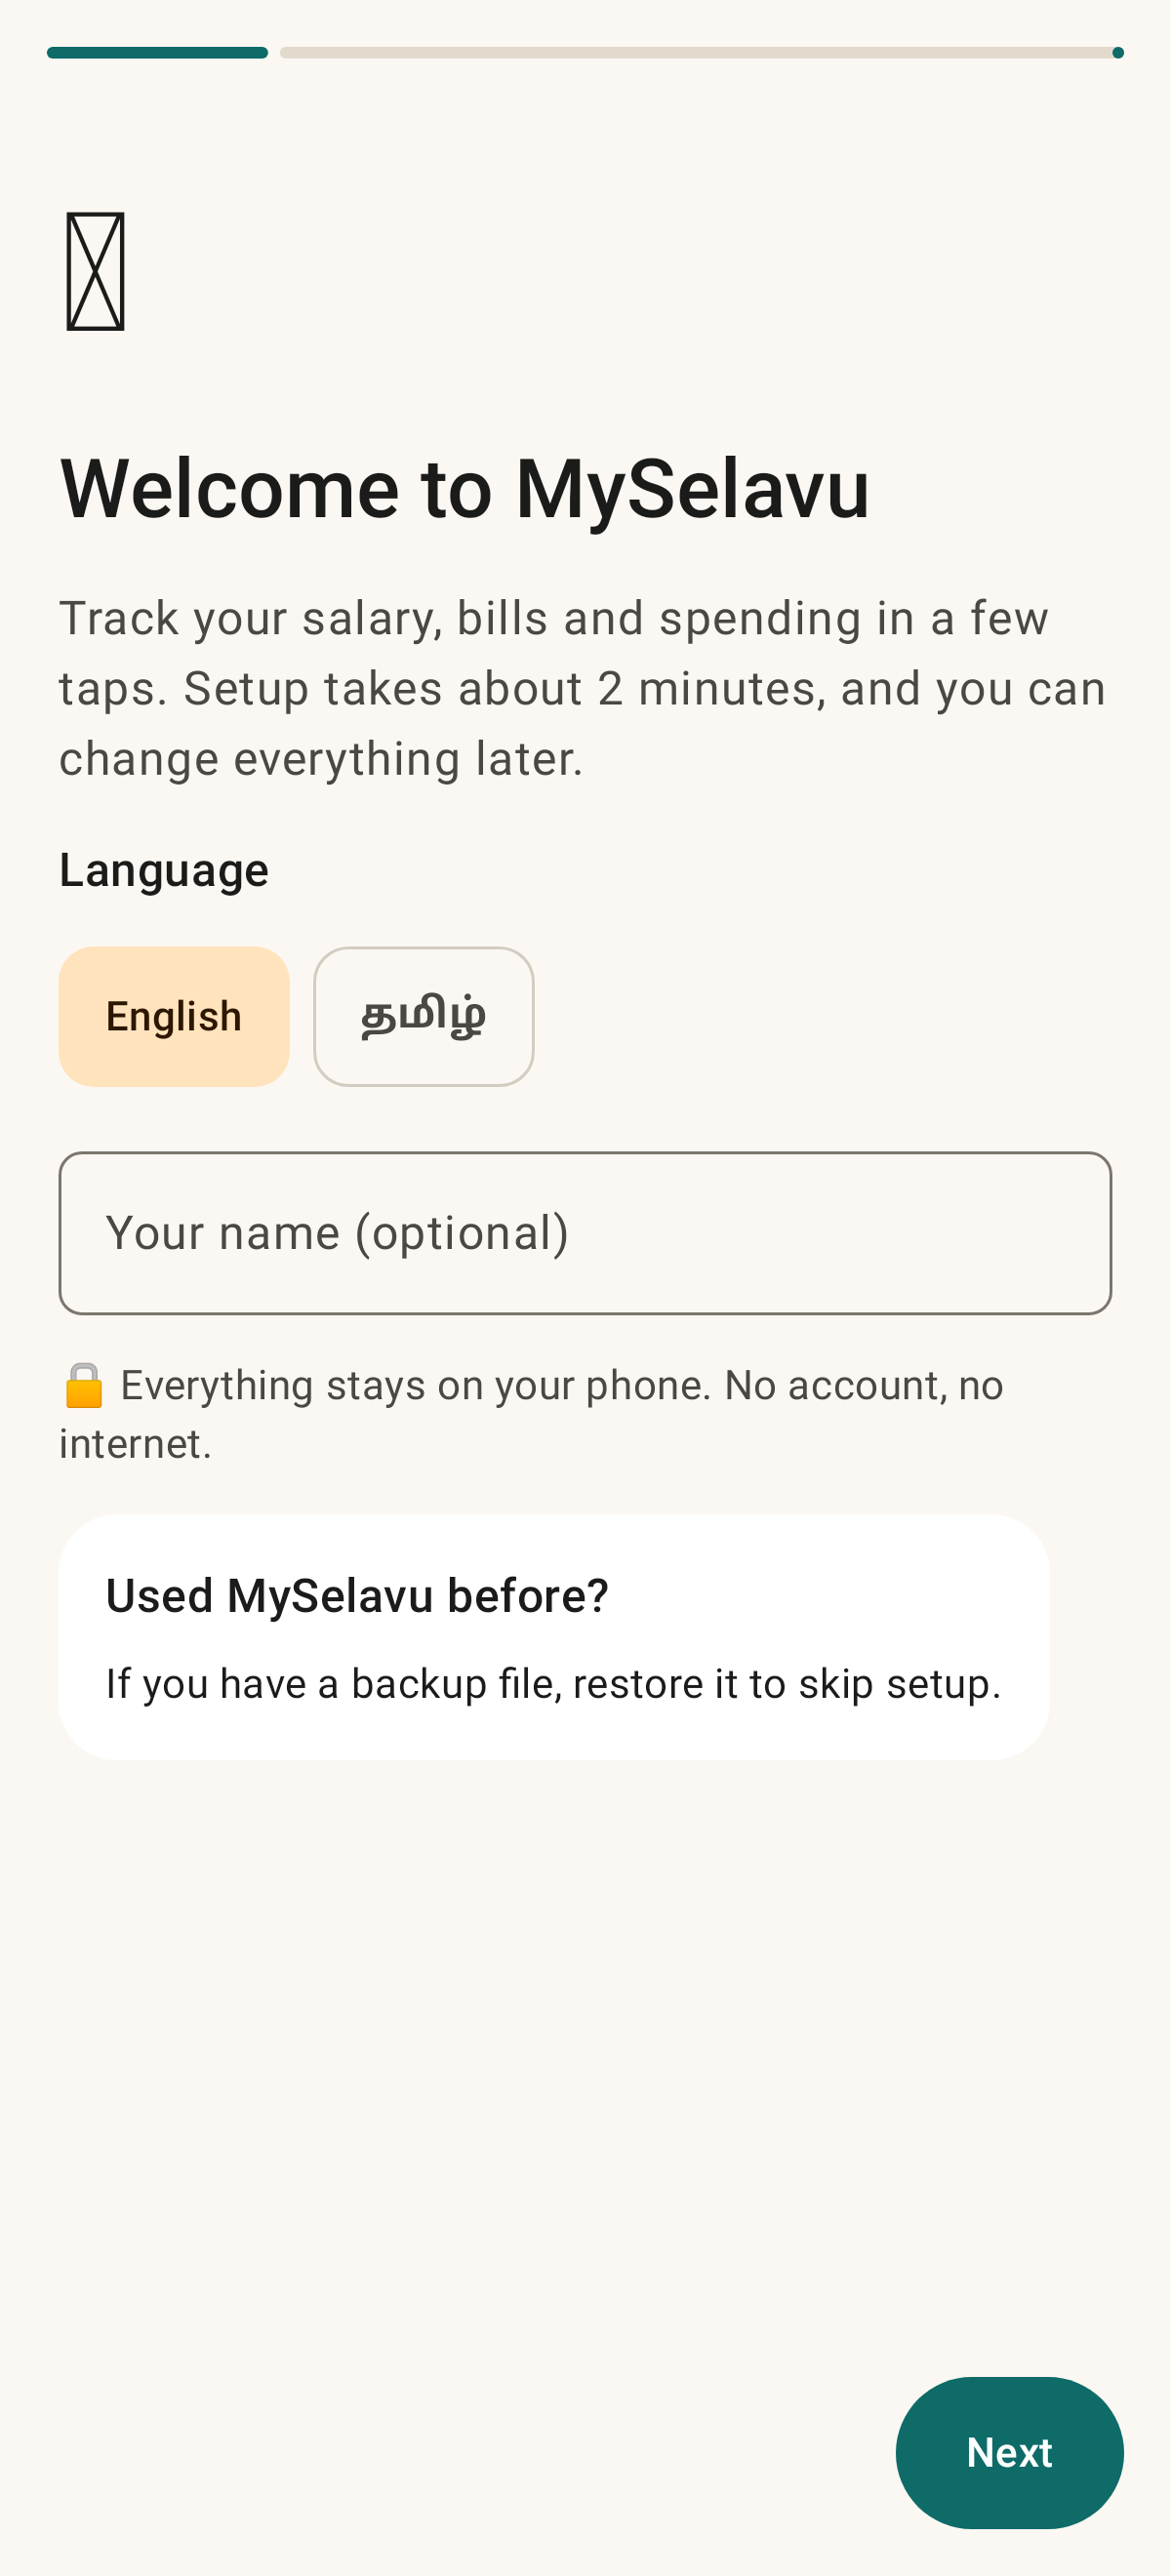 Welcome to MySelavu
Track your salary, bills and spending in a few
taps. Setup takes about 2 minutes, and you can
change everything later.
Language
English
தமிழ்
Your name (optional)
🔒 Everything stays on your phone. No account, no
internet.
Used MySelavu before?
If you have a backup file, restore it to skip setup.
Next